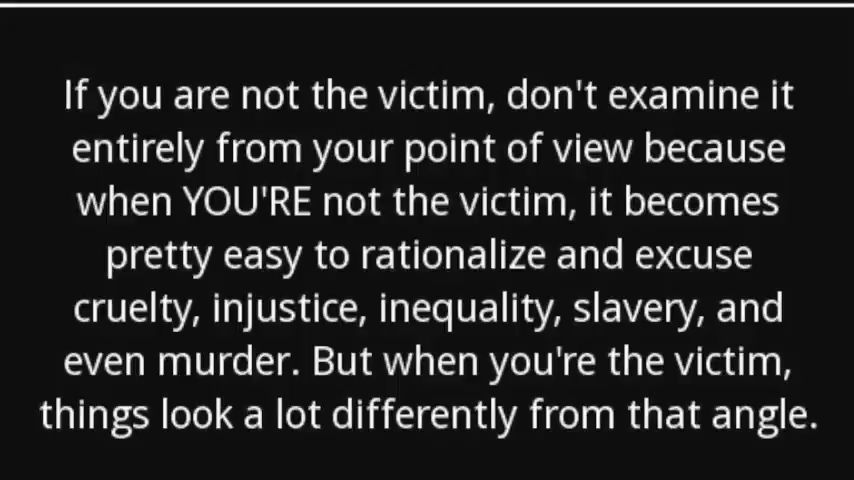 If you are not the victim, don't examine it
entirely from your point of view because
when YOU'RE not the victim, it becomes
pretty easy to rationalize and excuse
cruelty, injustice, inequality, slavery, and
even murder. But when you're the victim,
things look a lot differently from that angle.